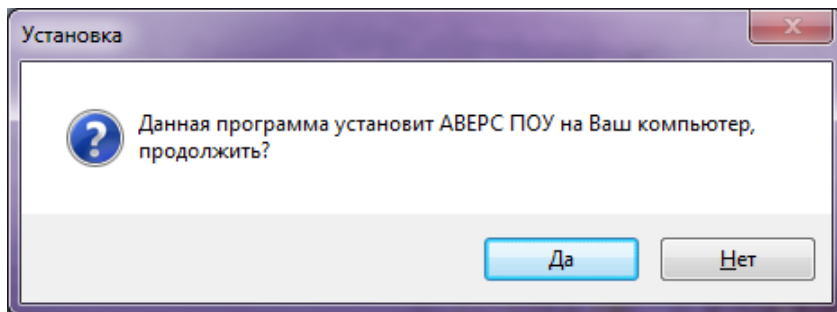 Установка
Данная программа установит АВЕРС ПОУ на Ваш компьютер,
продолжить?
Да
Нет